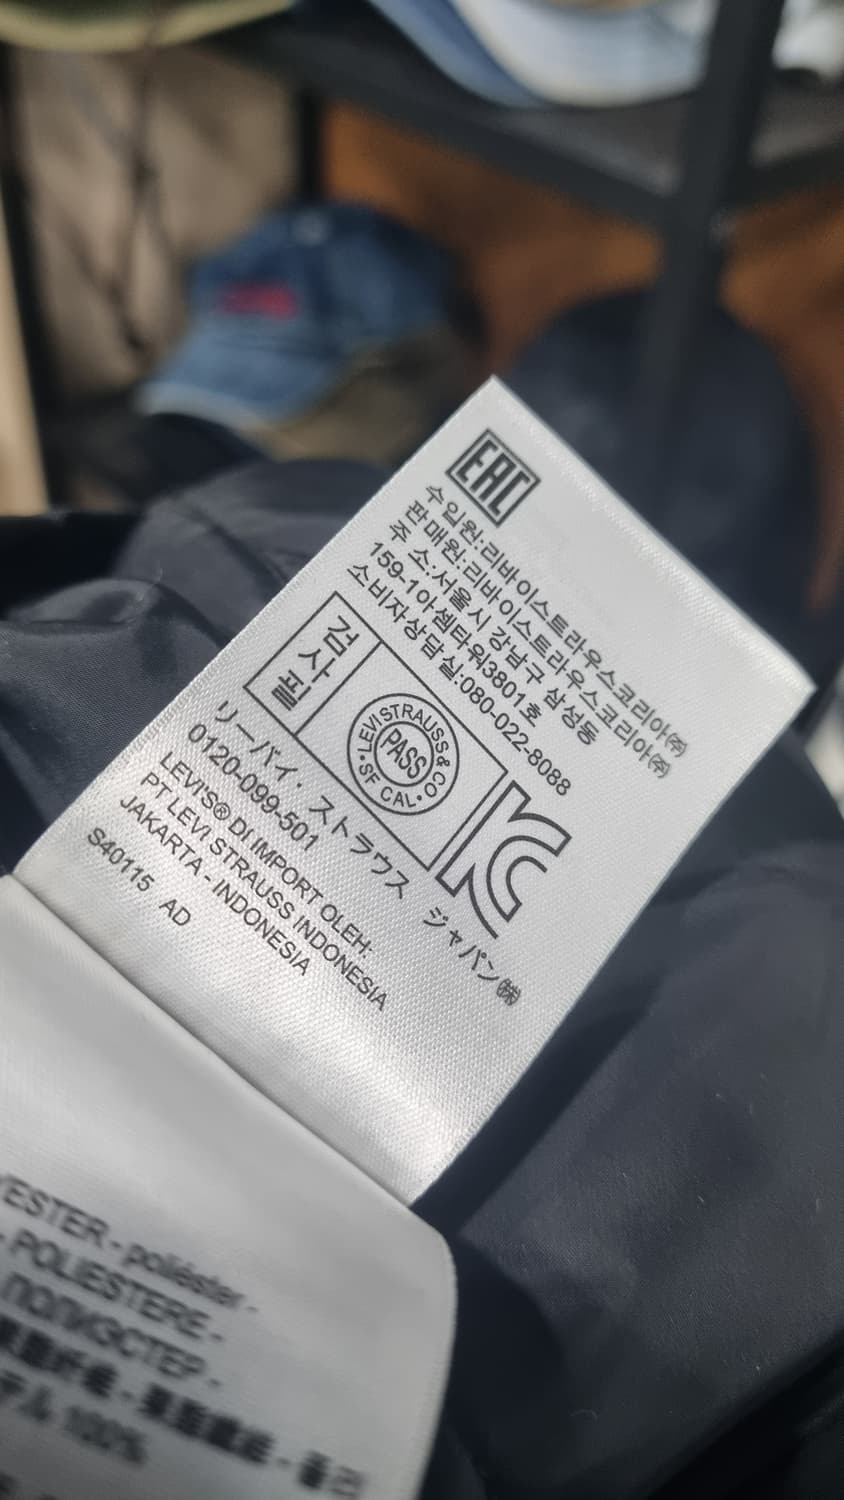 EAC
수입원:리바이스트라우스코리아㈜
판매원:리바이스트라우스코리아㈜
주 소:서울시 강남구 삼성동
159-1아셈타워3801호
소비자상담실:080-022-8088
검사필
LEVI STRAUSS & CO
PASS
SF CAL
リーバイ・ストラウス ジャパン㈱
0120-099-501
LEVI'S® DI IMPORT OLEH:
PT LEVI STRAUSS INDONESIA
JAKARTA - INDONESIA
S40115 AD
YESTER - poliéster -
- POLIESTERE -
ПОЛИЭСТЕР -
100%